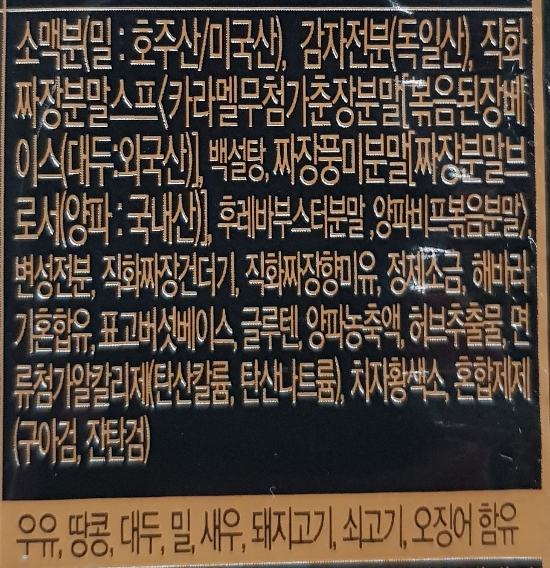 소맥분(밀 : 호주산/미국산), 감자전분(독일산), 직화
짜장분말스프〈카라멜무첨가춘장분말[볶음된장베
이스(대두:외국산)], 백설탕, 짜장풍미분말[짜장분말브
로시(양파 : 국내산)], 후레바부스터분말 ,양파비프볶음분말〉,
변성전분, 직화짜장건더기, 직화짜장향미유, 정제소금, 해바라
기혼합유, 표고버섯베이스, 글루텐, 양파농축액, 허브추출물, 면
류첨가알칼리제(탄산칼륨, 탄산나트륨), 치자황색소, 혼합제제
(구아검, 잔탄검)
우유, 땅콩, 대두, 밀, 새우, 돼지고기, 쇠고기, 오징어 함유